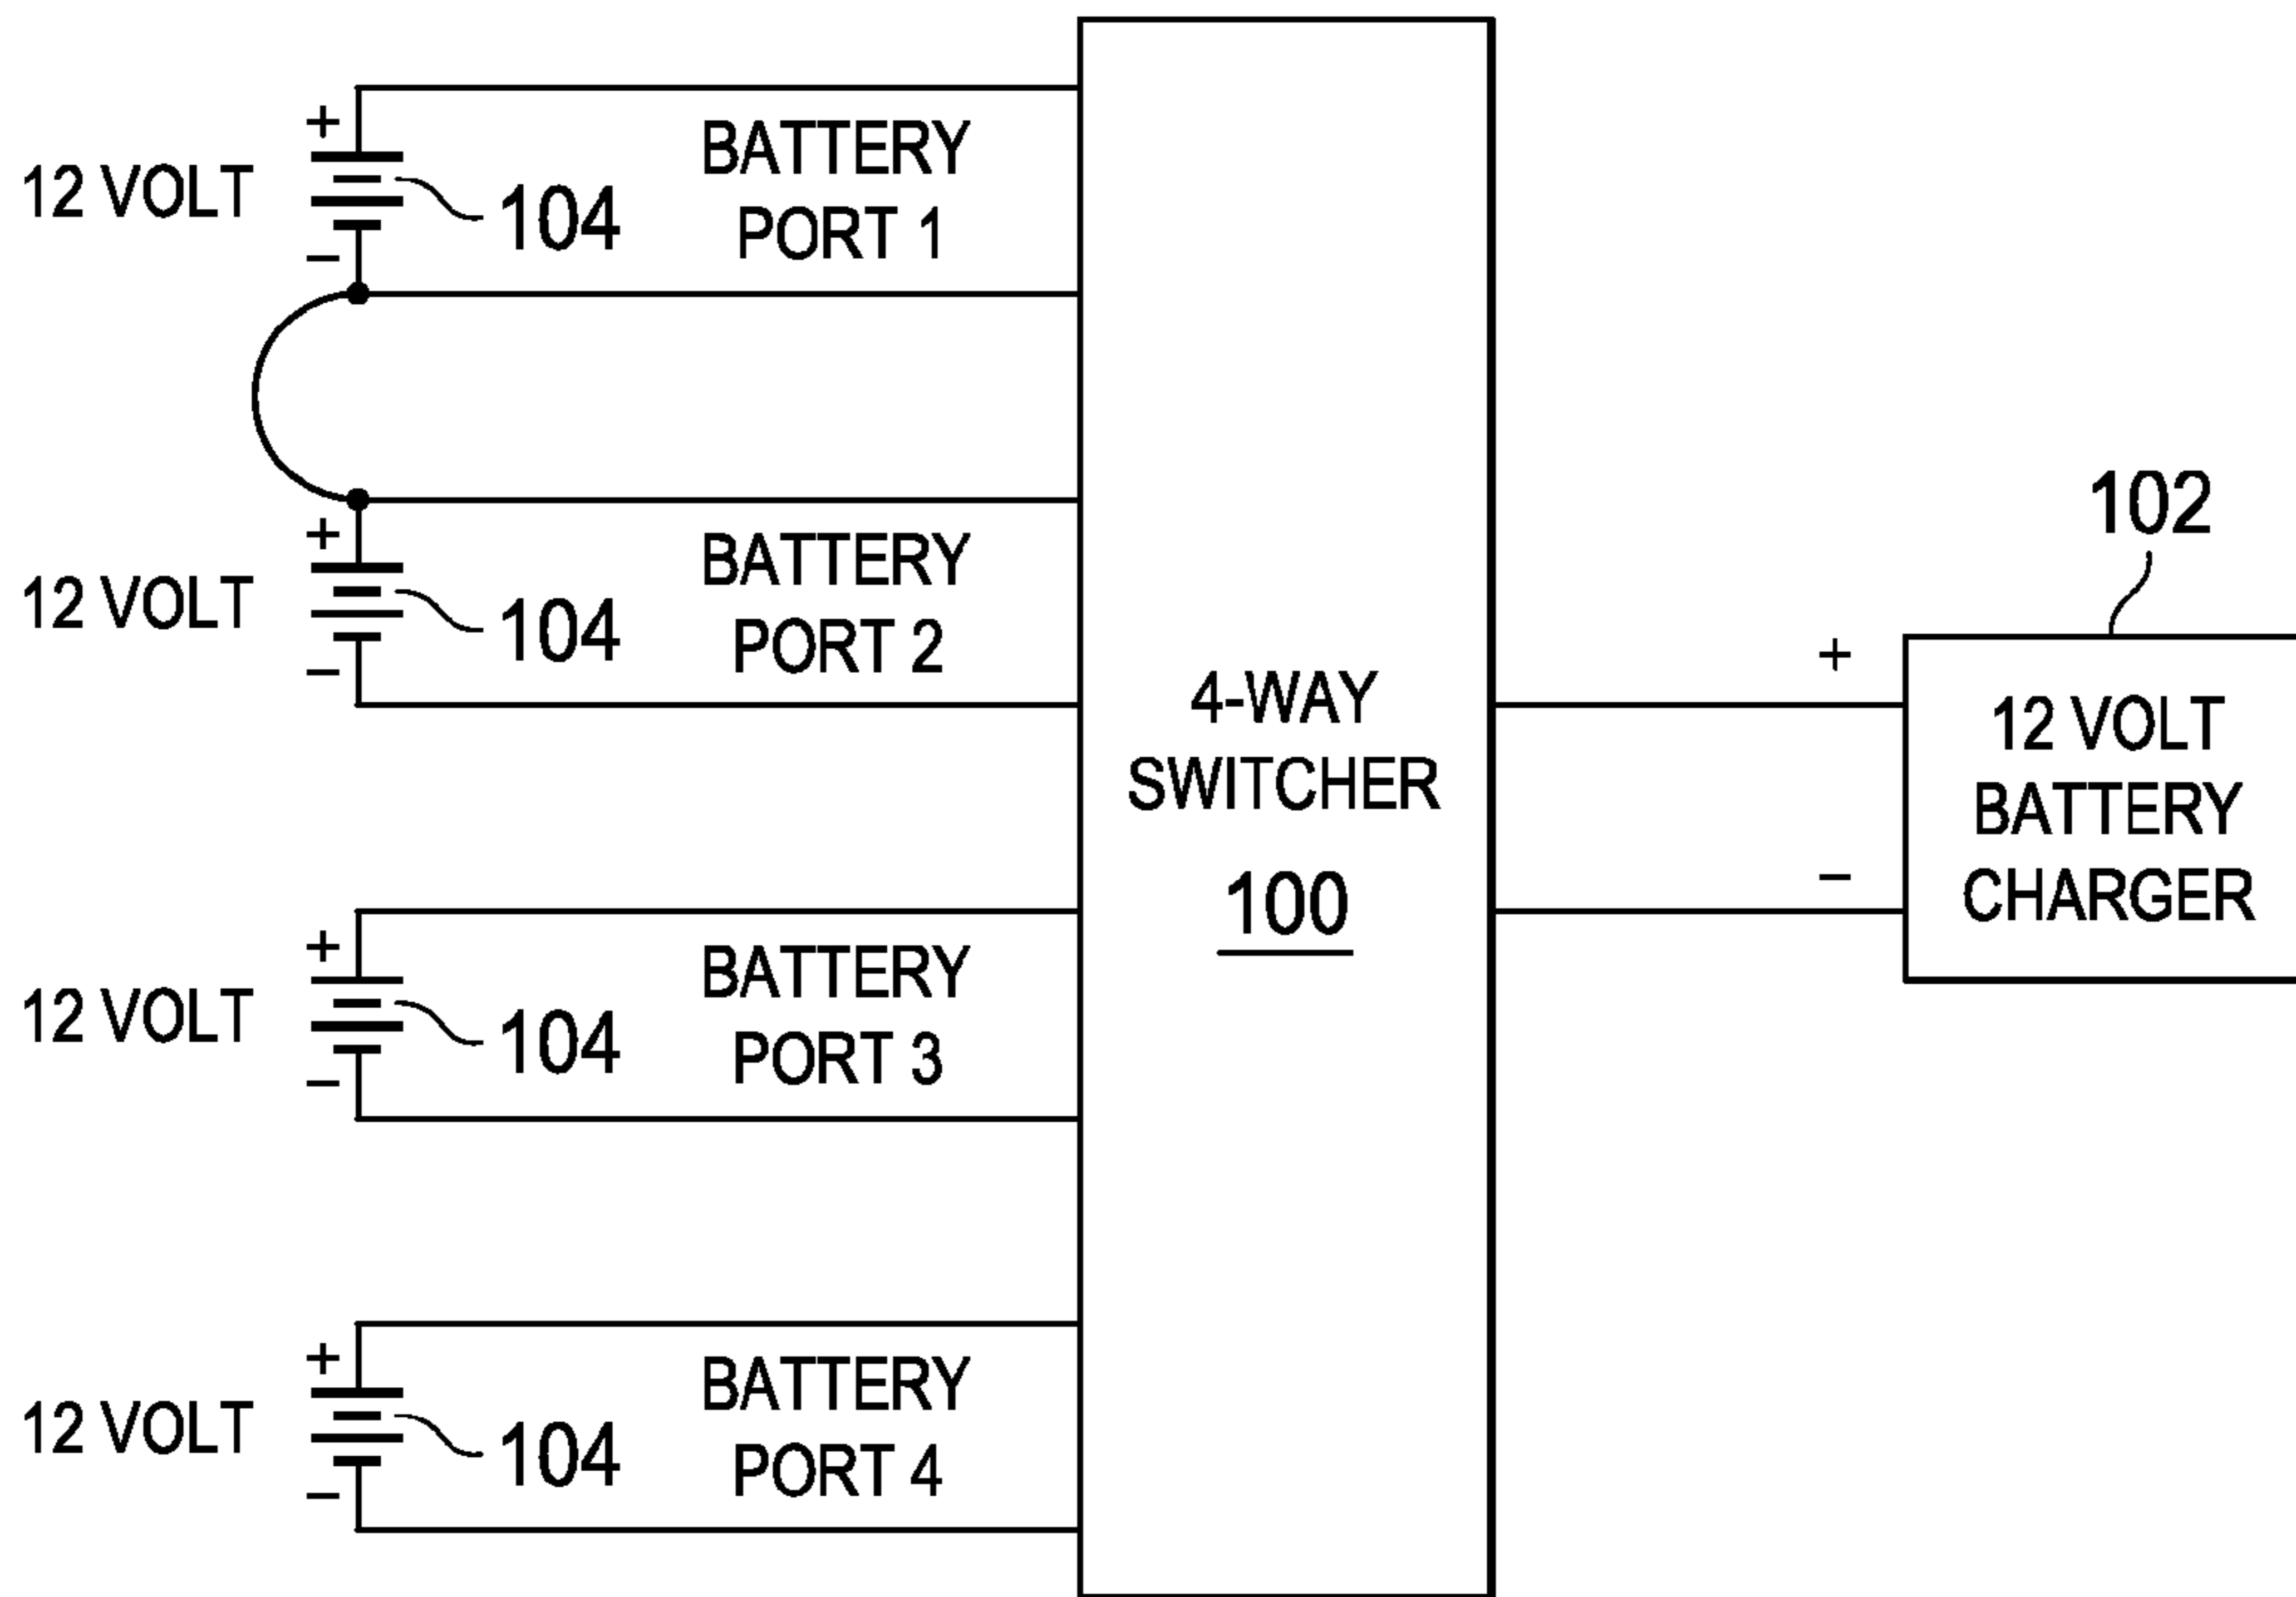 +
12 VOLT
104
BATTERY
PORT 1
−
+
12 VOLT
104
BATTERY
PORT 2
−
+
12 VOLT
104
BATTERY
PORT 3
−
+
12 VOLT
104
BATTERY
PORT 4
−
4-WAY
SWITCHER
100
+
−
102
12 VOLT
BATTERY
CHARGER